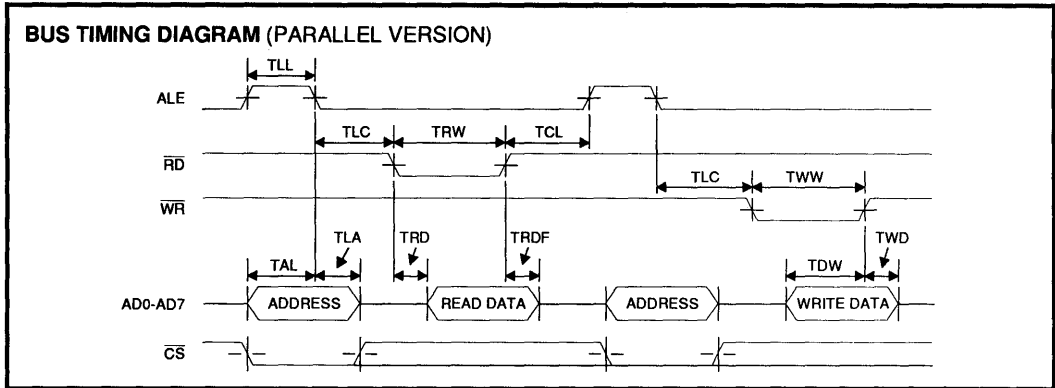 BUS TIMING DIAGRAM (PARALLEL VERSION)
TLL
ALE
TLC TRW TCL
RD
TLC TWW
WR
TLA TRD TRDF TWD
TAL TDW
AD0-AD7 ADDRESS READ DATA ADDRESS WRITE DATA
CS